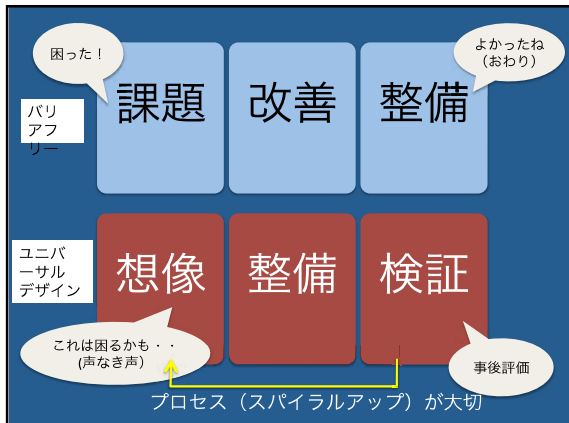 困った！
よかったね
（おわり）
バリ
アフ
リー
課題
改善
整備
ユニバ
ーサル
デザイン
想像
整備
検証
これは困るかも・・
(声なき声）
事後評価
プロセス（スパイラルアップ）が大切